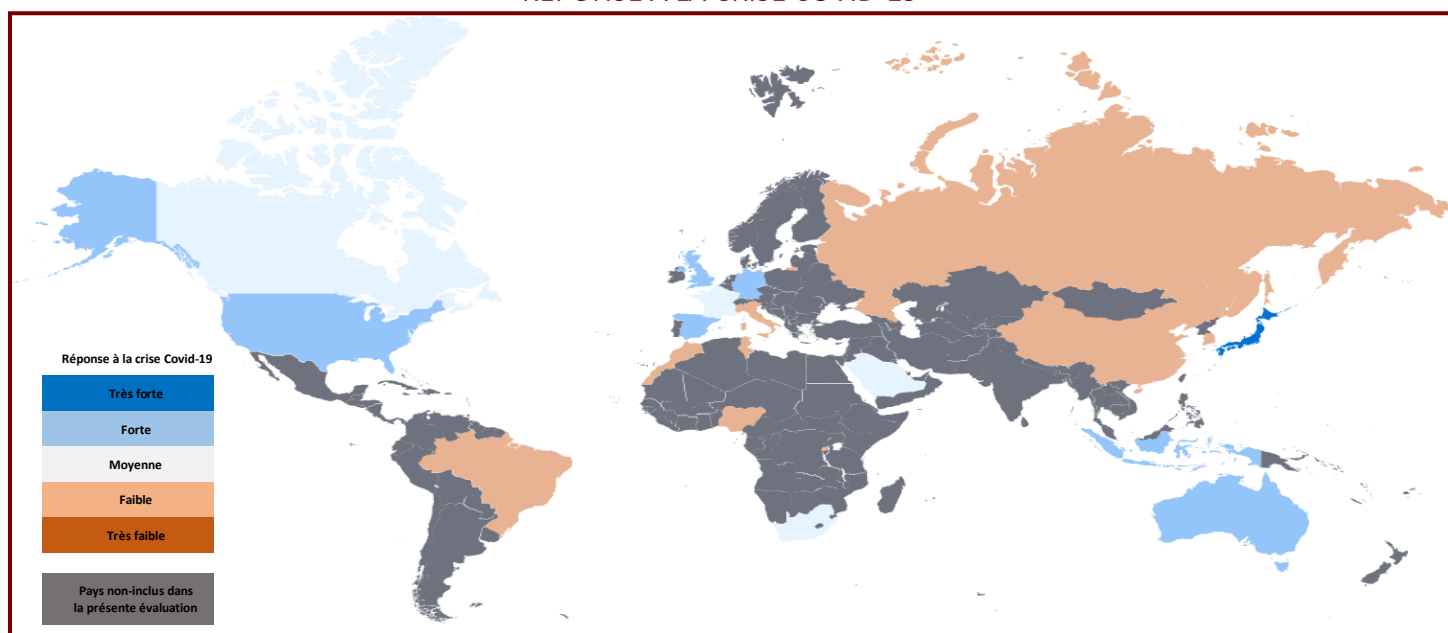 Réponse à la crise Covid-19
Très forte
Forte
Moyenne
Faible
Très faible
Pays non-inclus dans
la présente évaluation